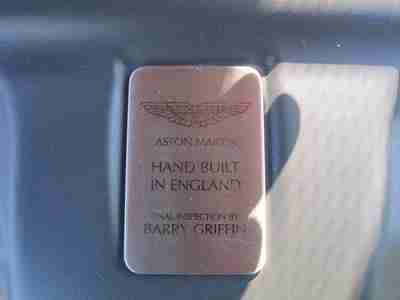 ASTON MARTIN
HAND BUILT
IN ENGLAND
FINAL INSPECTION BY
BARRY GRIFFIN